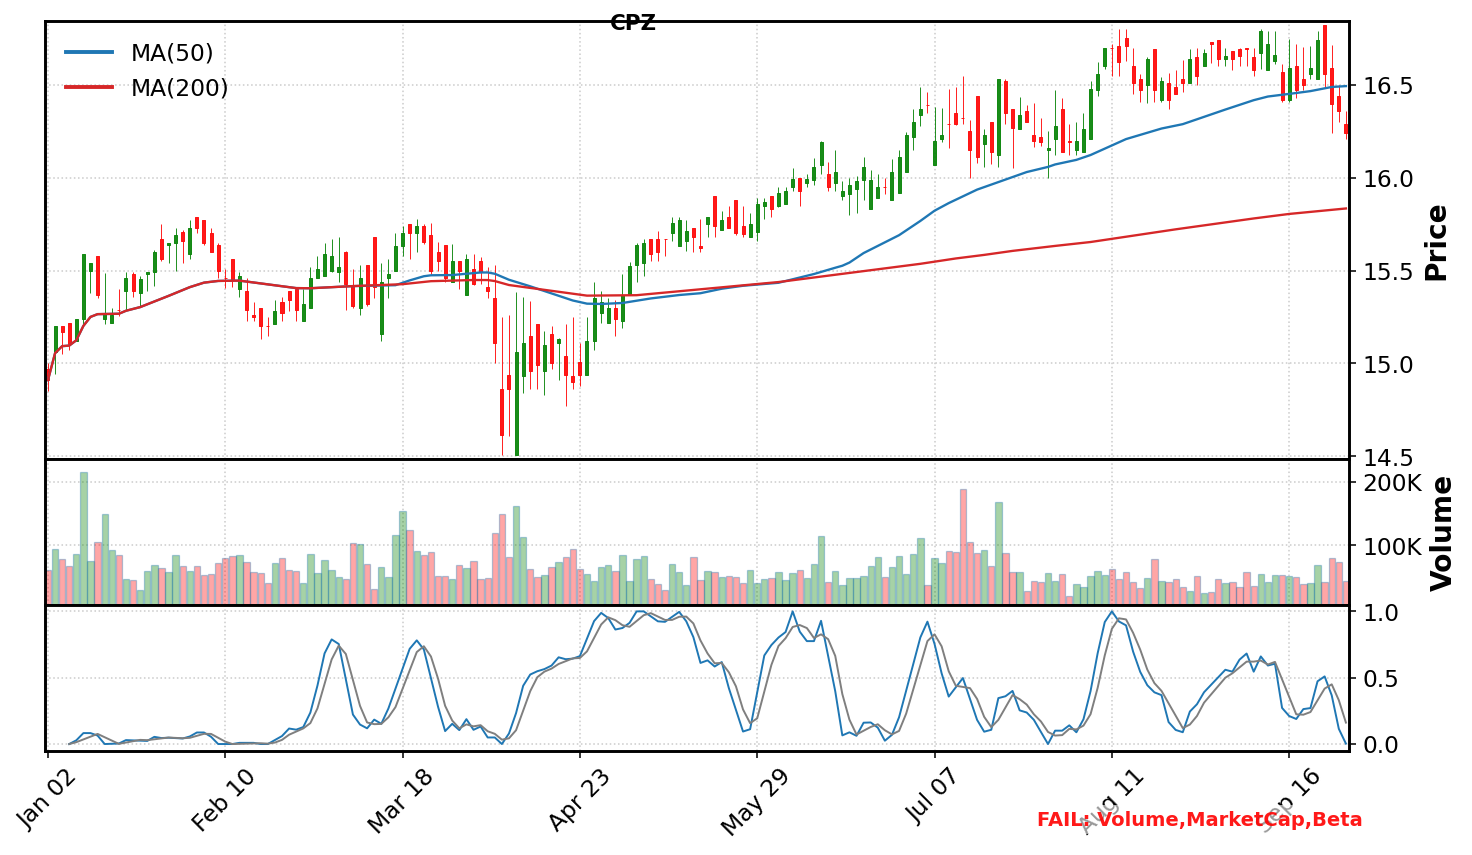 CPZ
MA(50)
MA(200)
16.5
16.0
15.5
15.0
14.5
Price
200K
100K
Volume
1.0
0.5
0.0
Jan 02
Feb 10
Mar 18
Apr 23
May 29
Jul 07
Aug 11
Sep 16
FAIL: Volume,MarketCap,Beta